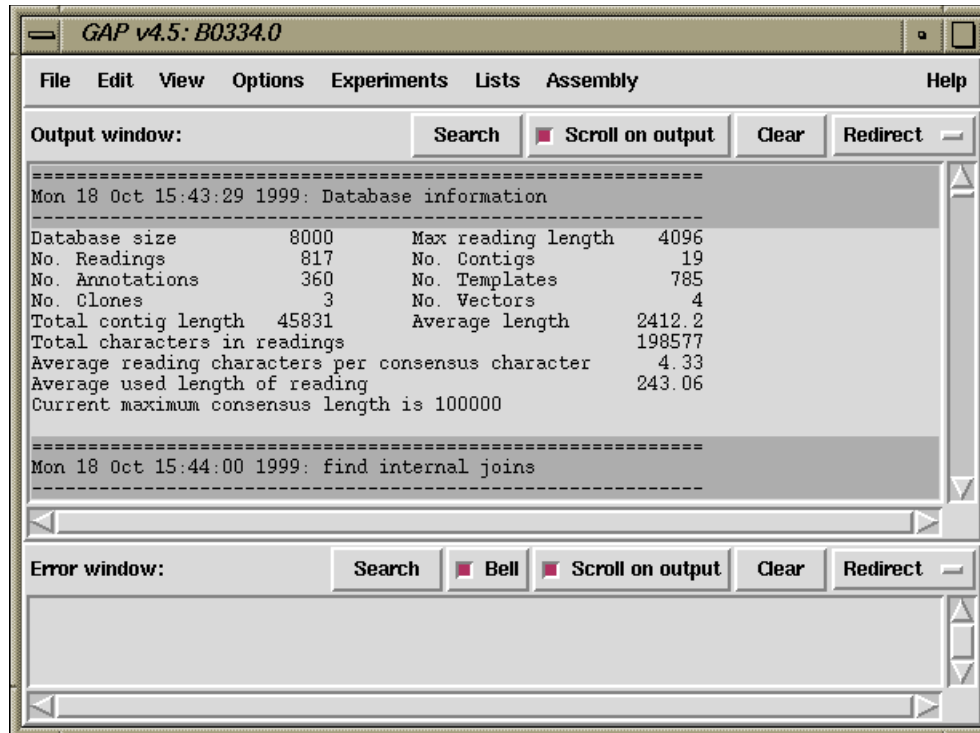 GAP v4.5: B0334.0
File Edit View Options Experiments Lists Assembly Help
Output window: Search Scroll on output Clear Redirect
===========================================================
Mon 18 Oct 15:43:29 1999: Database information
-----------------------------------------------------------
Database size 8000 Max reading length 4096
No. Readings 817 No. Contigs 19
No. Annotations 360 No. Templates 785
No. Clones 3 No. Vectors 4
Total contig length 45831 Average length 2412.2
Total characters in readings 198577
Average reading characters per consensus character 4.33
Average used length of reading 243.06
Current maximum consensus length is 100000
===========================================================
Mon 18 Oct 15:44:00 1999: find internal joins
-----------------------------------------------------------
Error window: Search Bell Scroll on output Clear Redirect